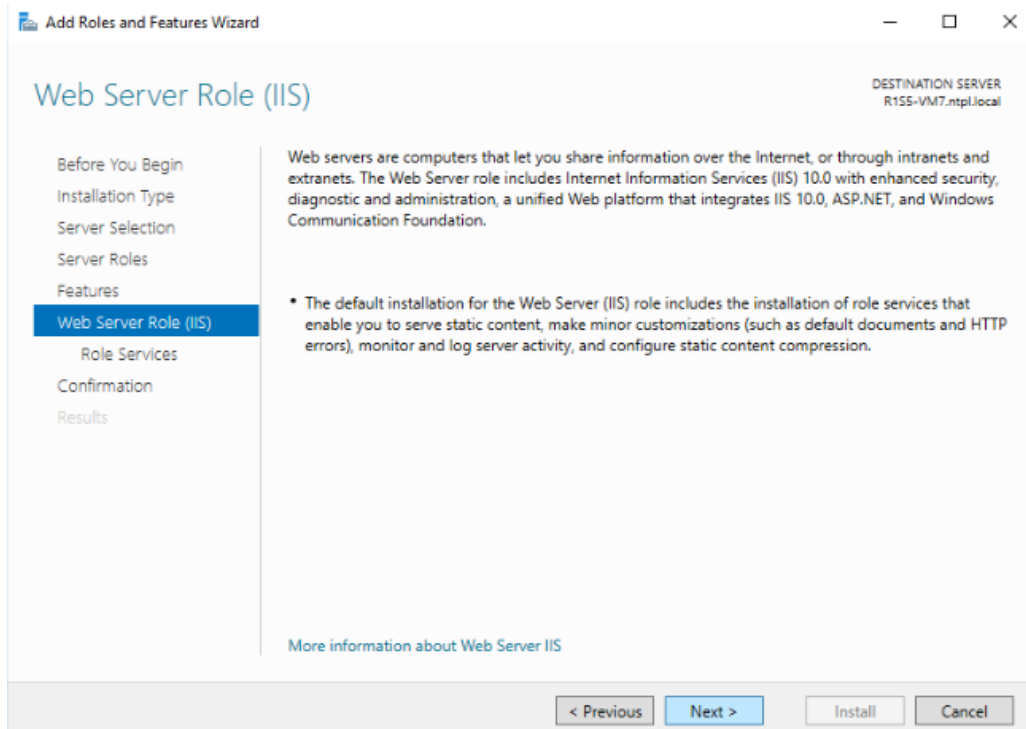 Add Roles and Features Wizard
Web Server Role (IIS)
DESTINATION SERVER
R1S5-VM7.ntpl.local
Before You Begin
Installation Type
Server Selection
Server Roles
Features
Web Server Role (IIS)
Role Services
Confirmation
Results
Web servers are computers that let you share information over the Internet, or through intranets and
extranets. The Web Server role includes Internet Information Services (IIS) 10.0 with enhanced security,
diagnostic and administration, a unified Web platform that integrates IIS 10.0, ASP.NET, and Windows
Communication Foundation.
• The default installation for the Web Server (IIS) role includes the installation of role services that
enable you to serve static content, make minor customizations (such as default documents and HTTP
errors), monitor and log server activity, and configure static content compression.
More information about Web Server IIS
< Previous
Next >
Install
Cancel